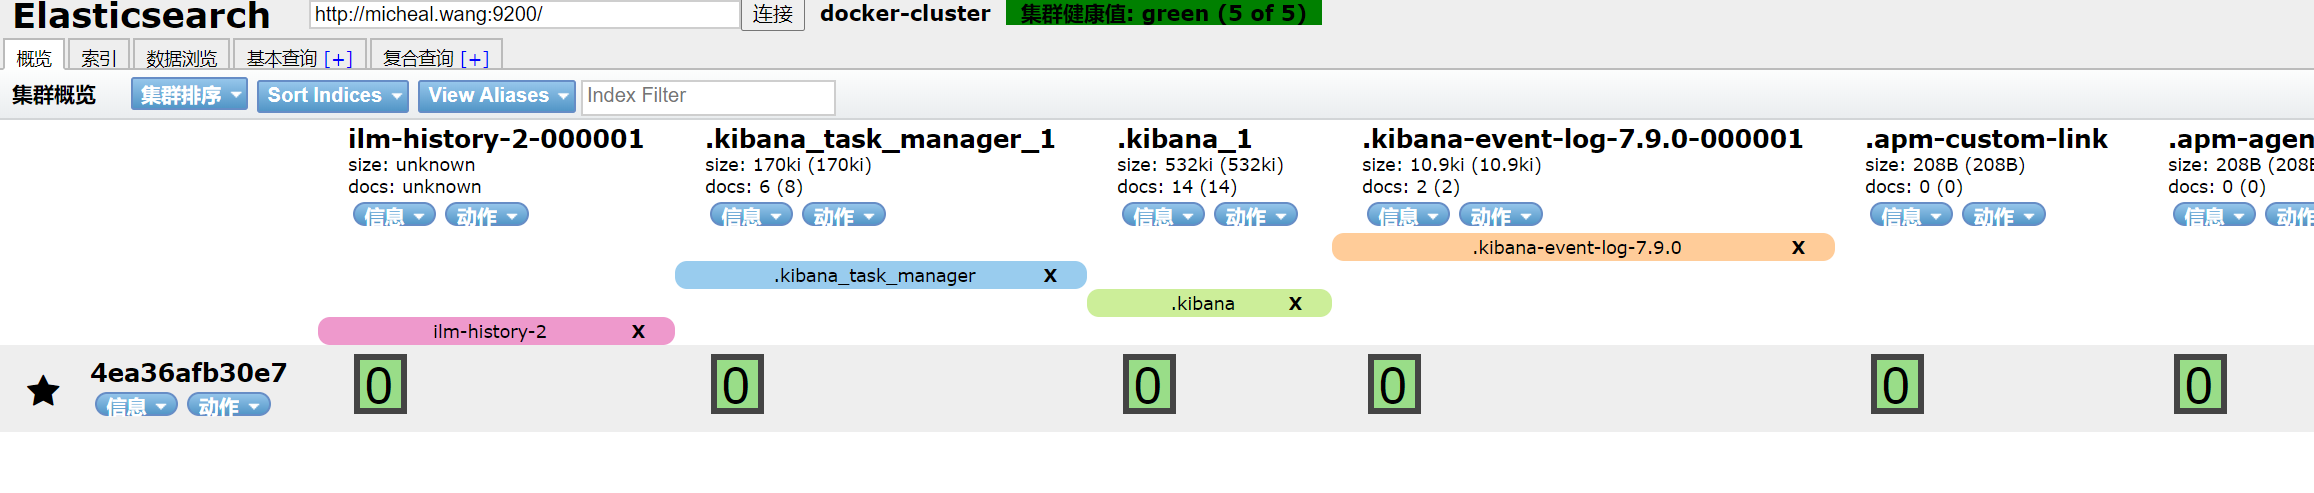 Elasticsearch http://micheal.wang:9200/ 连接 docker-cluster 集群健康值: green (5 of 5)
概览 索引 数据浏览 基本查询 [+] 复合查询 [+]
集群概览 集群排序 Sort Indices View Aliases Index Filter
ilm-history-2-000001 .kibana_task_manager_1 .kibana_1 .kibana-event-log-7.9.0-000001 .apm-custom-link .apm-agen
size: unknown size: 170ki (170ki) size: 532ki (532ki) size: 10.9ki (10.9ki) size: 208B (208B) size: 208B (208B
docs: unknown docs: 6 (8) docs: 14 (14) docs: 2 (2) docs: 0 (0) docs: 0 (0)
信息 动作 信息 动作 信息 动作 信息 动作 信息 动作 信息 动作
.kibana-event-log-7.9.0 X
.kibana_task_manager X
.kibana X
ilm-history-2 X
4ea36afb30e7 0 0 0 0 0 0
信息 动作